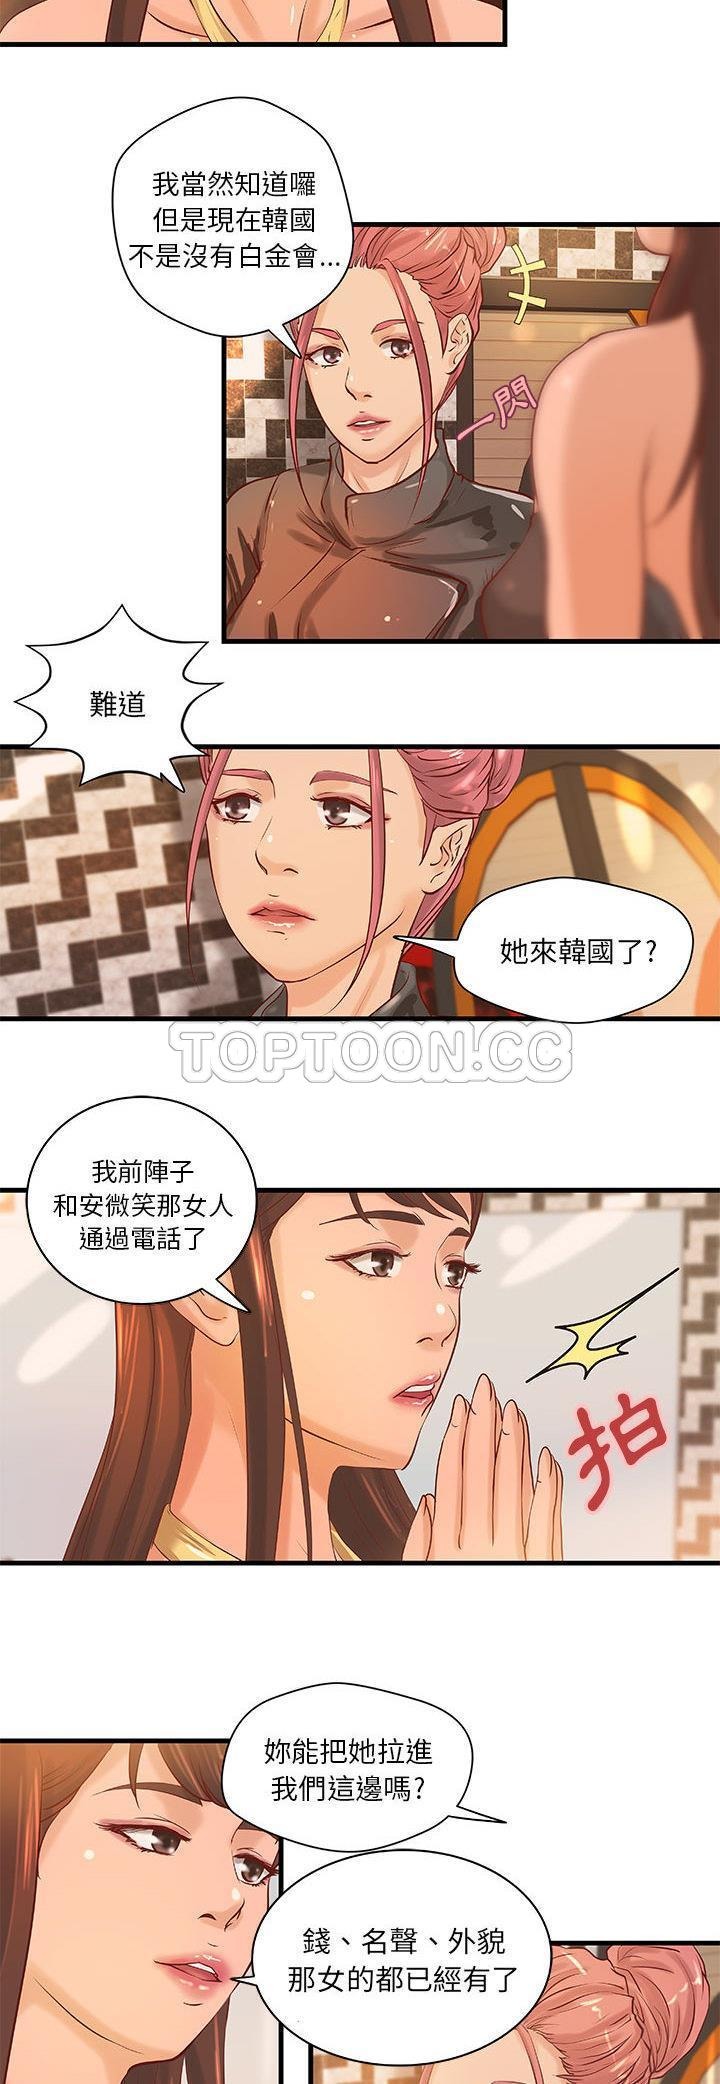 我當然知道囉
但是現在韓國
不是沒有白金會...
一閃
難道
她來韓國了?
TOPTOON.CC
我前陣子
和安微笑那女人
通過電話了
拍
妳能把她拉進
我們這邊嗎?
錢、名聲、外貌
那女的都已經有了